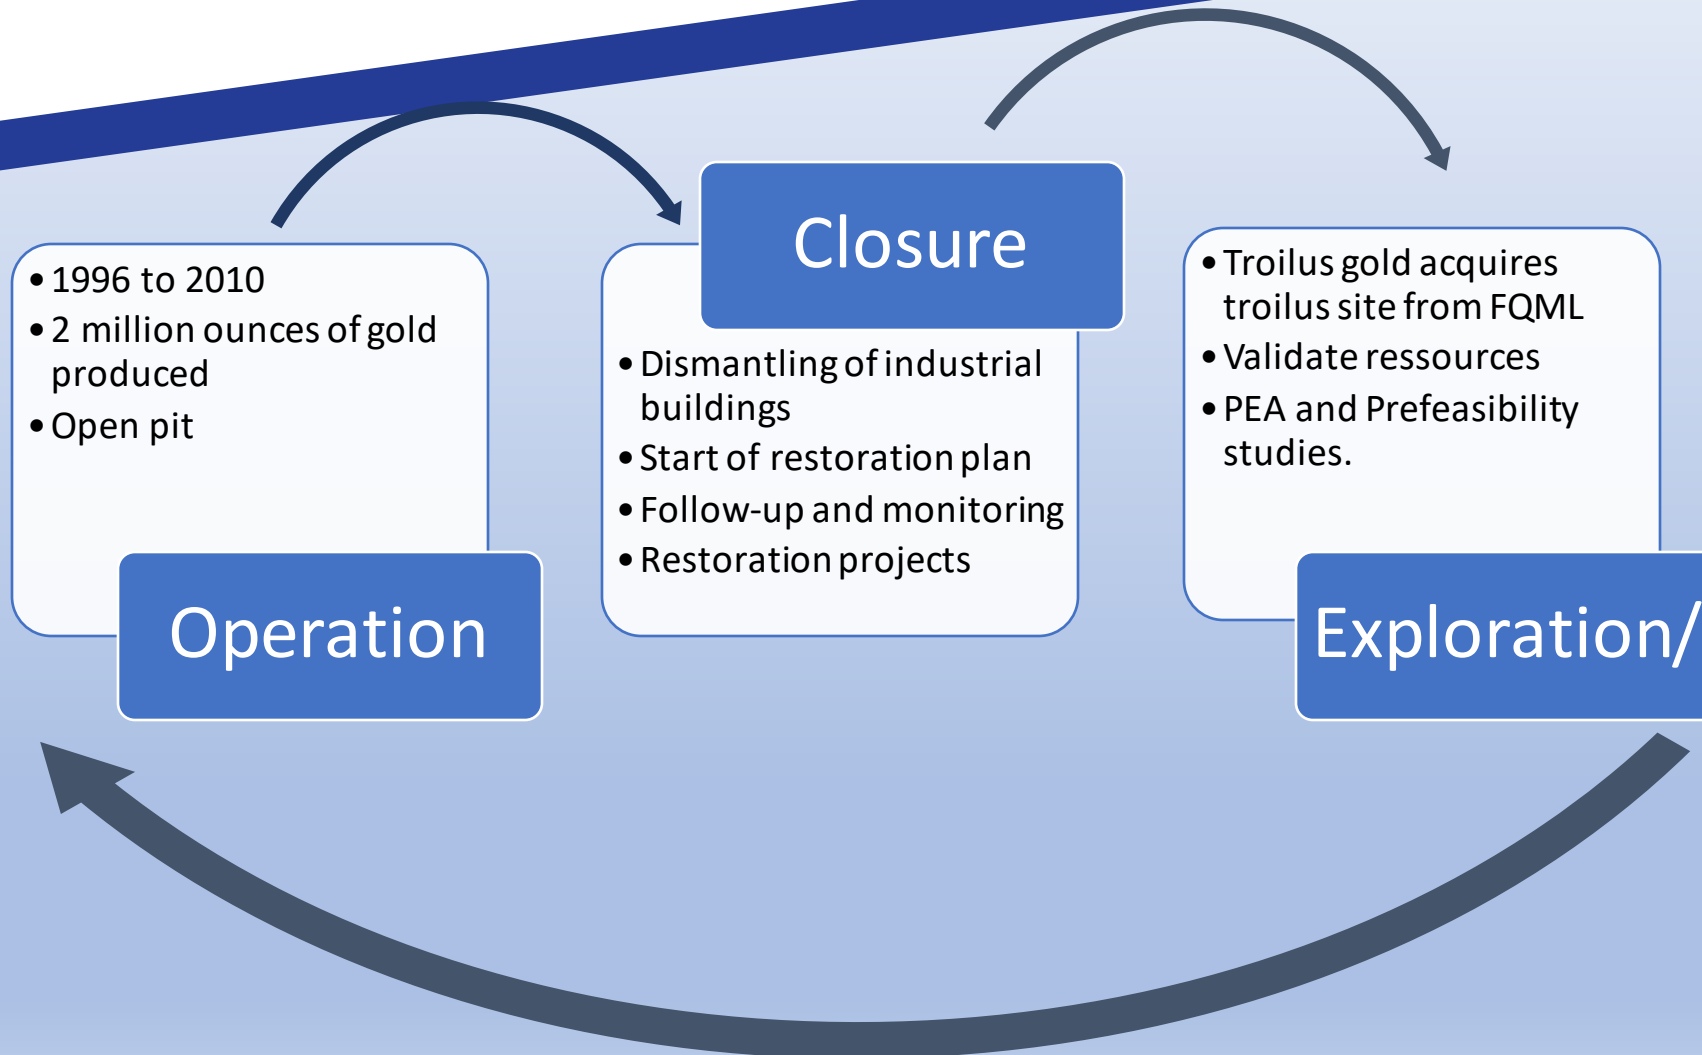 • 1996 to 2010
• 2 million ounces of gold
produced
• Open pit
Operation
Closure
• Dismantling of industrial
buildings
• Start of restoration plan
• Follow-up and monitoring
• Restoration projects
• Troilus gold acquires
troilus site from FQML
• Validate ressources
• PEA and Prefeasibility
studies.
Exploration/